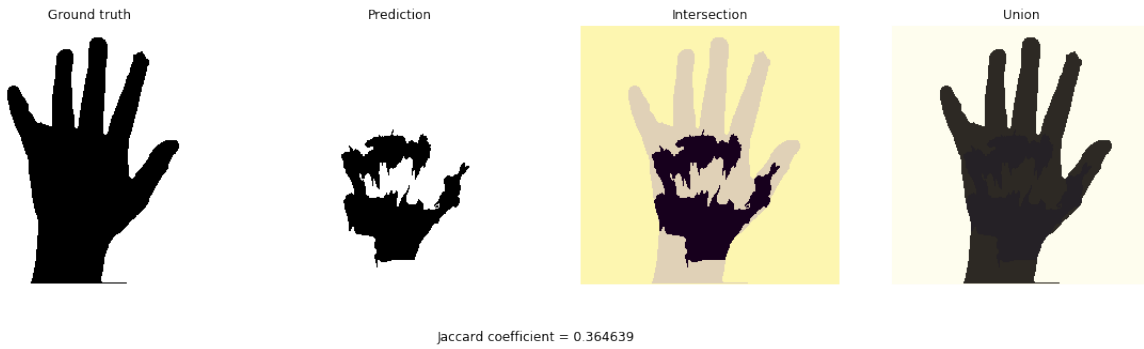 Ground truth
Prediction
Intersection
Union
Jaccard coefficient = 0.364639